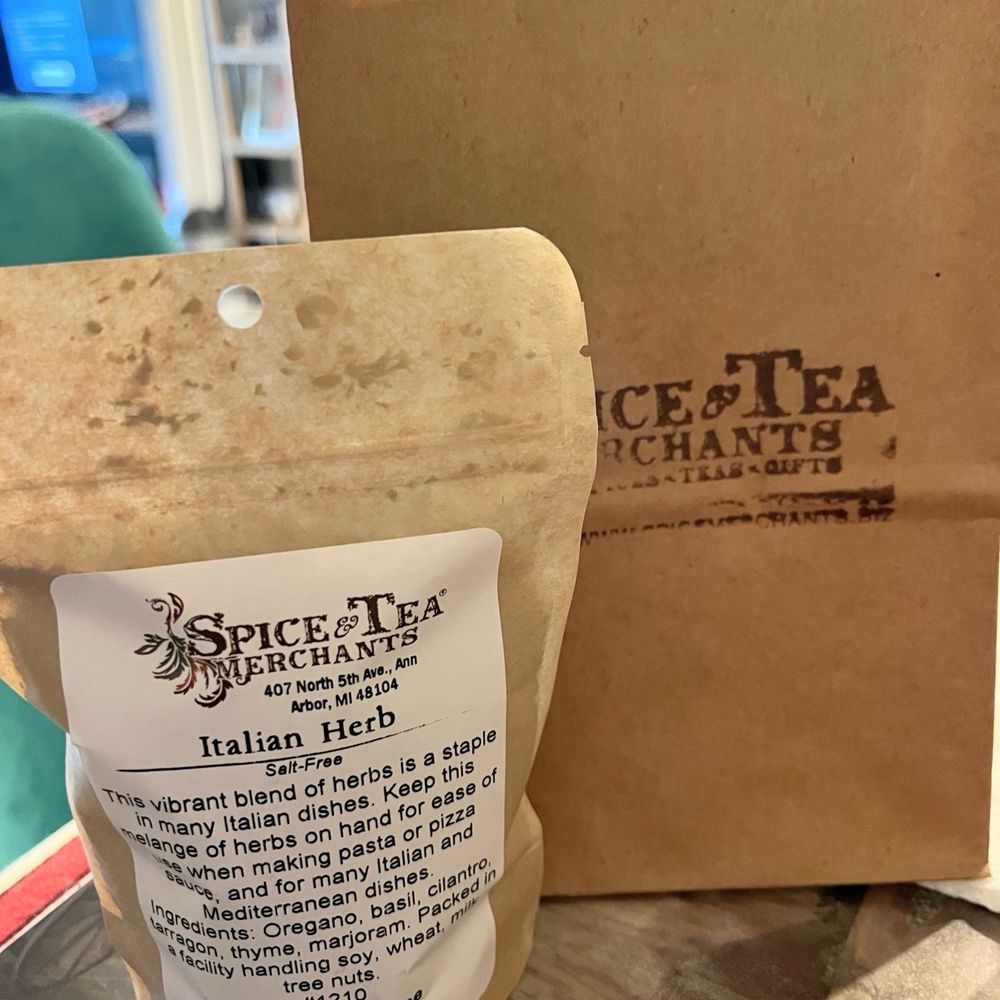 SPICE & TEA®
MERCHANTS
407 North 5th Ave., Ann
Arbor, MI 48104
Italian Herb
Salt-Free
This vibrant blend of herbs is a staple
in many Italian dishes. Keep this
melange of herbs on hand for ease of
use when making pasta or pizza
sauce, and for many Italian and
Mediterranean dishes.
Ingredients: Oregano, basil, cilantro,
tarragon, thyme, marjoram. Packed in
a facility handling soy, wheat, milk
tree nuts.
ICE & TEA
RCHANTS
TEAS GIFTS
WWW.SPICEMERCHANTS.BIZ